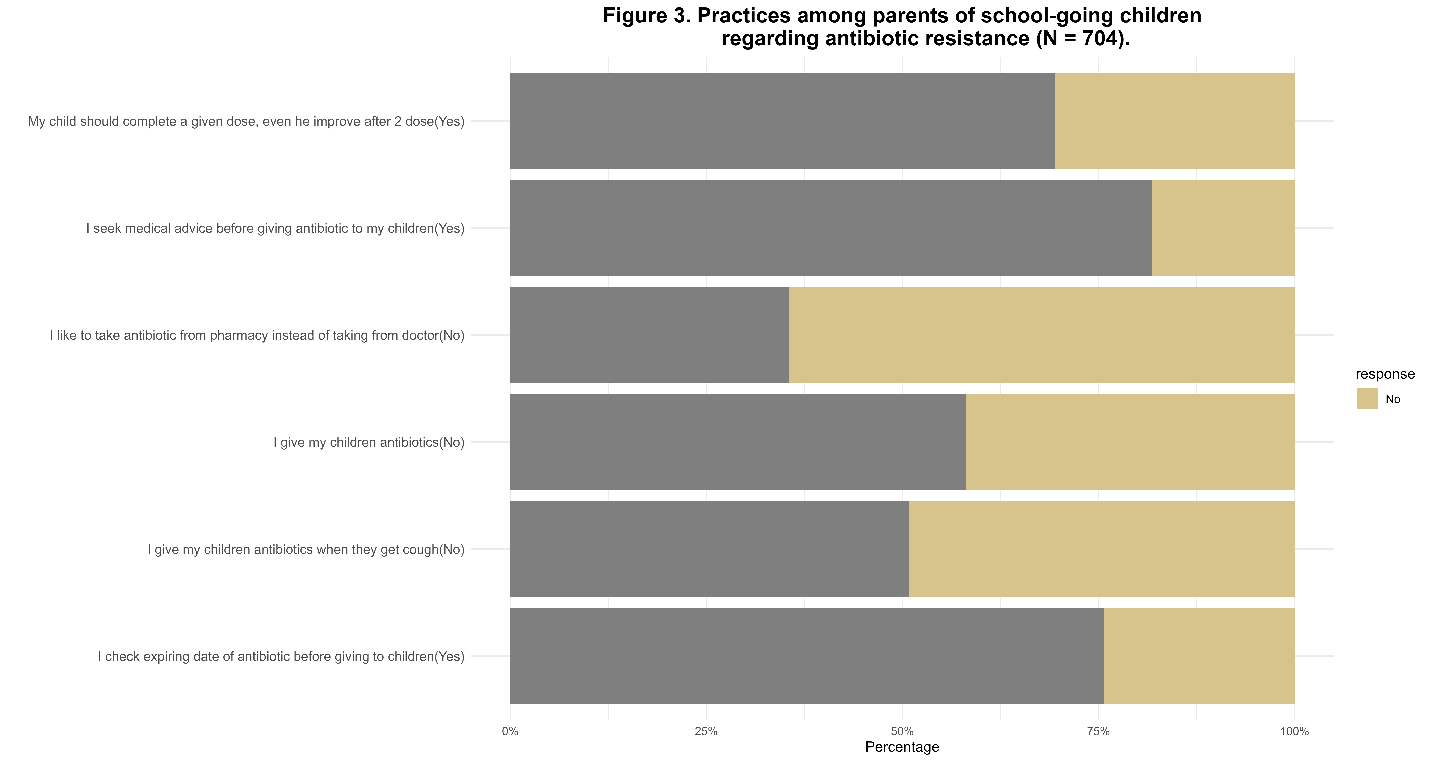 Figure 3. Practices among parents of school-going children
regarding antibiotic resistance (N = 704).
My child should complete a given dose, even he improve after 2 dose(Yes)
I seek medical advice before giving antibiotic to my children(Yes)
I like to take antibiotic from pharmacy instead of taking from doctor(No)
I give my children antibiotics(No)
I give my children antibiotics when they get cough(No)
I check expiring date of antibiotic before giving to children(Yes)
0% 25% 50% 75% 100%
Percentage
response
No